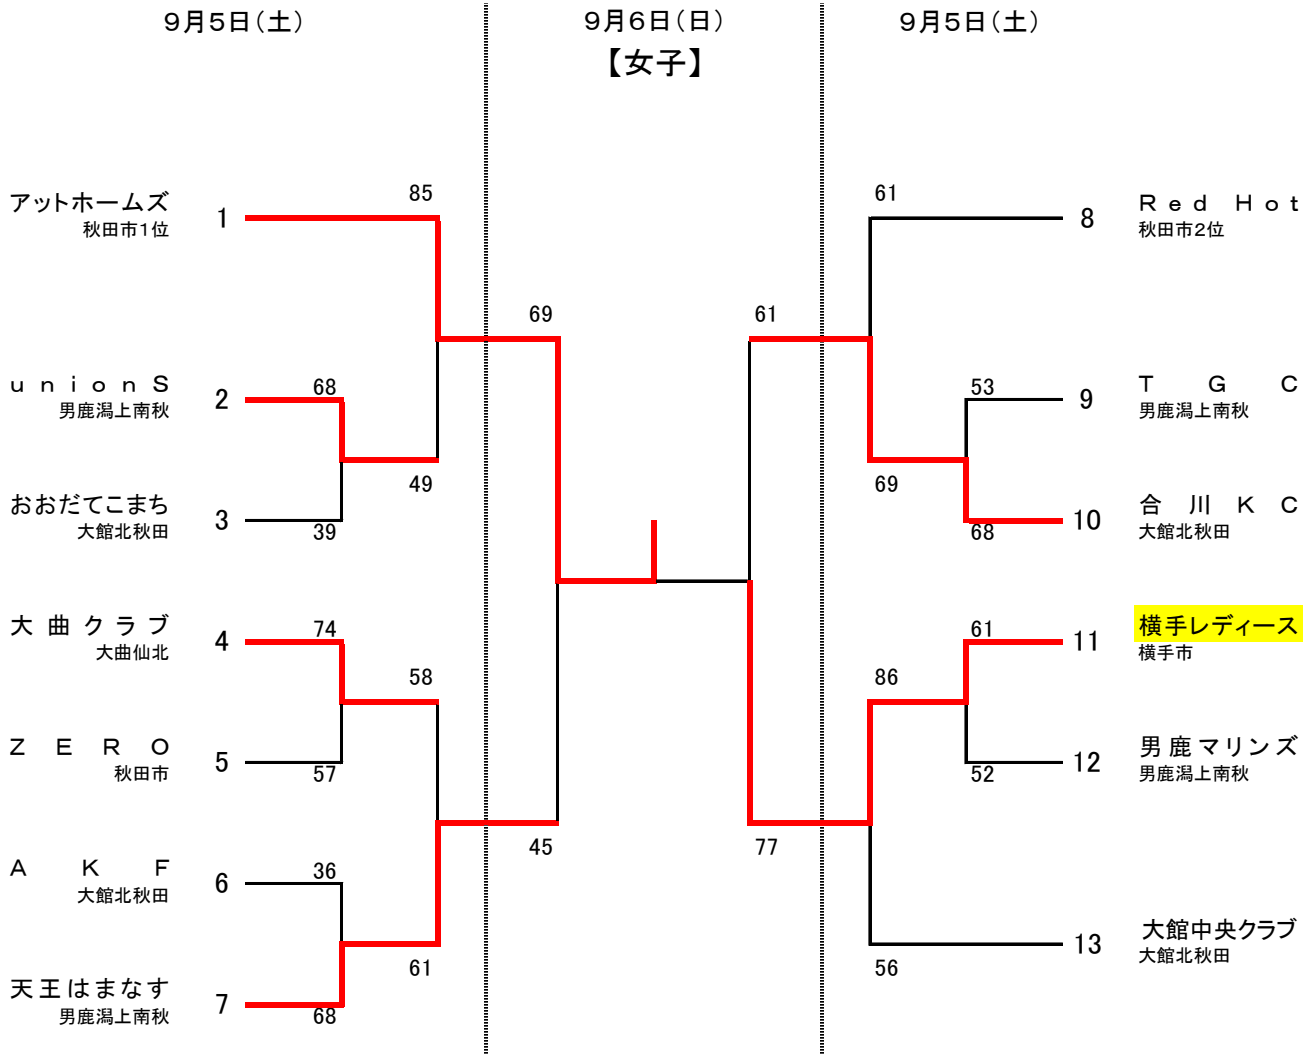 ９月５日（土）
９月６日（日）
９月５日（土）
【女子】
アットホームズ
秋田市1位
1
85
69
61
61
8
Ｒｅｄ Ｈｏｔ
秋田市2位
ｕｎｉｏｎＳ
男鹿潟上南秋
2
68
49
53
9
Ｔ Ｇ Ｃ
男鹿潟上南秋
おおだてこまち
大館北秋田
3
39
69
68
10
合 川 Ｋ Ｃ
大館北秋田
大 曲 ク ラ ブ
大曲仙北
4
74
58
86
61
11
横手レディース
横手市
Ｚ Ｅ Ｒ Ｏ
秋田市
5
57
52
12
男鹿マリンズ
男鹿潟上南秋
Ａ Ｋ Ｆ
大館北秋田
6
36
45
77
天王はまなす
男鹿潟上南秋
7
68
61
56
13
大館中央クラブ
大館北秋田